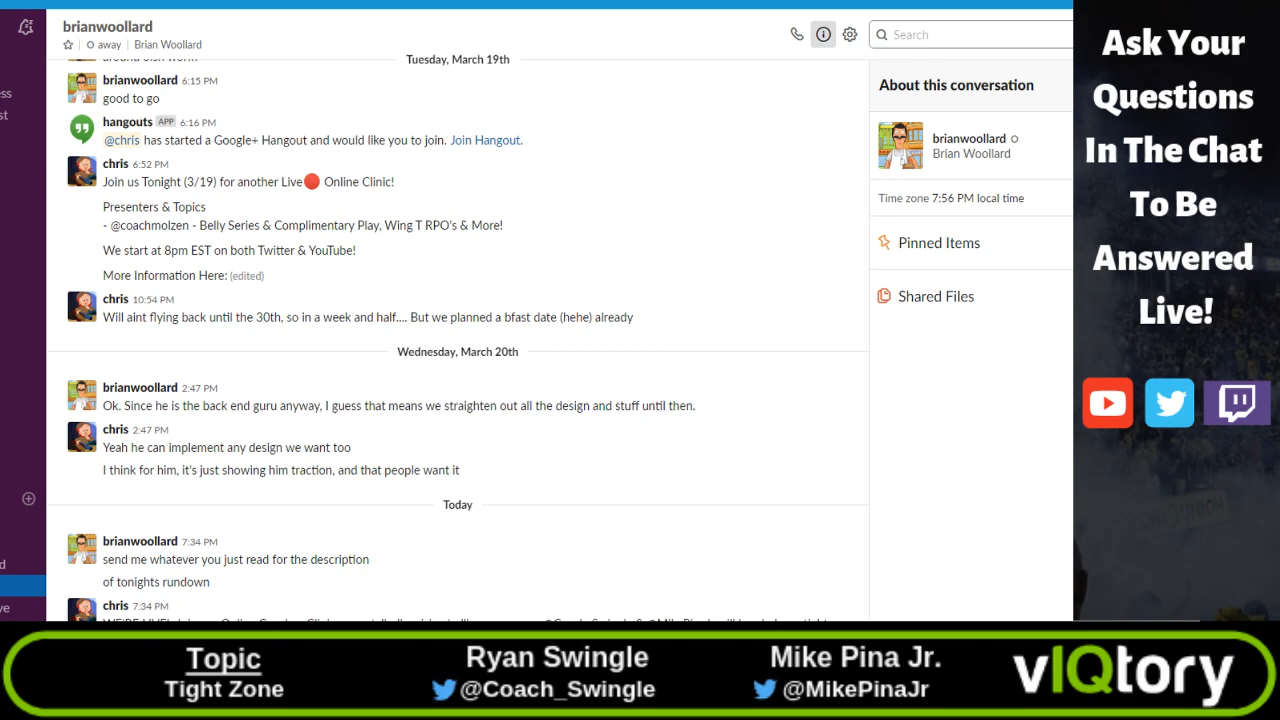 brianwoollard
away
Brian Woollard
Search
Tuesday, March 19th
brianwoollard 6:15 PM
good to go
hangouts APP 6:16 PM
@chris has started a Google+ Hangout and would like you to join. Join Hangout.
chris 6:52 PM
Join us Tonight (3/19) for another Live Online Clinic!
Presenters & Topics
- @coachmolzen - Belly Series & Complimentary Play, Wing T RPO's & More!
We start at 8pm EST on both Twitter & YouTube!
More Information Here: (edited)
chris 10:54 PM
Will aint flying back until the 30th, so in a week and half.... But we planned a bfast date (hehe) already
Wednesday, March 20th
brianwoollard 2:47 PM
Ok. Since he is the back end guru anyway, I guess that means we straighten out all the design and stuff until then.
chris 2:47 PM
Yeah he can implement any design we want too
I think for him, it's just showing him traction, and that people want it
Today
brianwoollard 7:34 PM
send me whatever you just read for the description
of tonights rundown
chris 7:34 PM
About this conversation
brianwoollard
Brian Woollard
Time zone 7:56 PM local time
Pinned Items
Shared Files
Ask Your
Questions
In The Chat
To Be
Answered
Live!
Topic
Tight Zone
Ryan Swingle
@Coach_Swingle
Mike Pina Jr.
@MikePinaJr
vIQtory